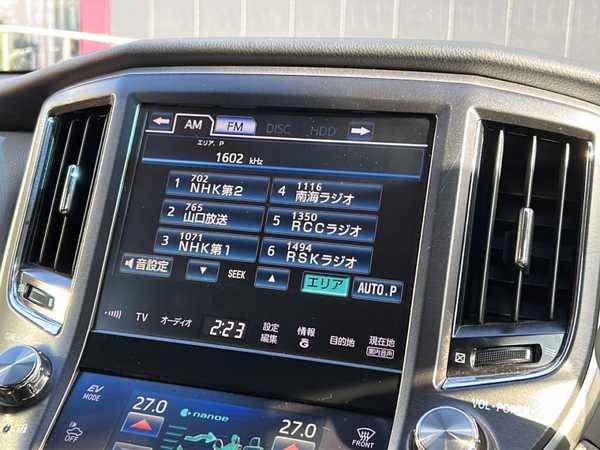 AM FM DISC HDD
エリア. P
1602 kHz
1 702 NHK第2
4 1116 南海ラジオ
2 765 山口放送
5 1350 RCCラジオ
3 1071 NHK第1
6 1494 RSKラジオ
音設定 SEEK エリア AUTO.P
TV オーディオ 2:23 設定編集 情報 G 目的地 現在地 案内音声
EV MODE
27.0
nanoe
27.0
FRONT
VOL・POWER